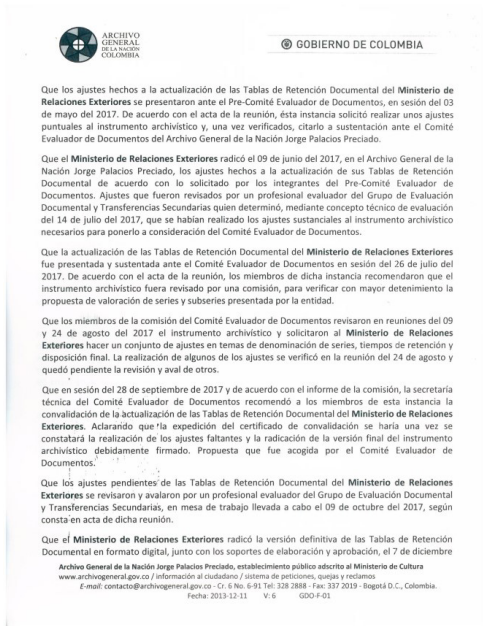 ARCHIVO
GENERAL
DE LA NACIÓN
COLOMBIA
GOBIERNO DE COLOMBIA
Que los ajustes hechos a la actualización de las Tablas de Retención Documental del Ministerio de
Relaciones Exteriores se presentaron ante el Pre-Comité Evaluador de Documentos, en sesión del 03
de mayo del 2017. De acuerdo con el acta de la reunión, ésta instancia solicitó realizar unos ajustes
puntuales al instrumento archivístico y, una vez verificados, citarlo a sustentación ante el Comité
Evaluador de Documentos del Archivo General de la Nación Jorge Palacios Preciado.
Que el Ministerio de Relaciones Exteriores radicó el 09 de junio del 2017, en el Archivo General de la
Nación Jorge Palacios Preciado, los ajustes hechos a la actualización de sus Tablas de Retención
Documental de acuerdo con lo solicitado por los integrantes del Pre-Comité Evaluador de
Documentos. Ajustes que fueron revisados por un profesional evaluador del Grupo de Evaluación
Documental y Transferencias Secundarias quien determinó, mediante concepto técnico de evaluación
del 14 de julio del 2017, que se habían realizado los ajustes sustanciales al instrumento archivístico
necesarios para ponerlo a consideración del Comité Evaluador de Documentos.
Que la actualización de las Tablas de Retención Documental del Ministerio de Relaciones Exteriores
fue presentada y sustentada ante el Comité Evaluador de Documentos en sesión del 26 de julio del
2017. De acuerdo con el acta de la reunión, los miembros de dicha instancia recomendaron que el
instrumento archivístico fuera revisado por una comisión, para verificar con mayor detenimiento la
propuesta de valoración de series y subseries presentada por la entidad.
Que los miembros de la comisión del Comité Evaluador de Documentos revisaron en reuniones del 09
y 24 de agosto del 2017 el instrumento archivístico y solicitaron al Ministerio de Relaciones
Exteriores hacer un conjunto de ajustes en temas de denominación de series, tiempos de retención y
disposición final. La realización de algunos de los ajustes se verificó en la reunión del 24 de agosto y
quedó pendiente la revisión y aval de otros.
Que en sesión del 28 de septiembre de 2017 y de acuerdo con el informe de la comisión, la secretaría
técnica del Comité Evaluador de Documentos recomendó a los miembros de esta instancia la
convalidación de la actualización de las Tablas de Retención Documental del Ministerio de Relaciones
Exteriores. Aclarando que la expedición del certificado de convalidación se haría una vez se
constatará la realización de los ajustes faltantes y la radicación de la versión final del instrumento
archivístico debidamente firmado. Propuesta que fue acogida por el Comité Evaluador de
Documentos.
Que los ajustes pendientes de las Tablas de Retención Documental del Ministerio de Relaciones
Exteriores se revisaron y avalaron por un profesional evaluador del Grupo de Evaluación Documental
y Transferencias Secundarias, en mesa de trabajo llevada a cabo el 09 de octubre del 2017, según
consta en acta de dicha reunión.
Que el Ministerio de Relaciones Exteriores radicó la versión definitiva de las Tablas de Retención
Documental en formato digital, junto con los soportes de elaboración y aprobación, el 7 de diciembre
Archivo General de la Nación Jorge Palacios Preciado, establecimiento público adscrito al Ministerio de Cultura
www.archivogeneral.gov.co / información al ciudadano / sistema de peticiones, quejas y reclamos
E-mail: contacto@archivogeneral.gov.co - Cr. 6 No. 6-91 Tel: 328 2888 - Fax: 337 2019 - Bogotá D.C., Colombia.
Fecha: 2013-12-11 V: 6 GDO-F-01